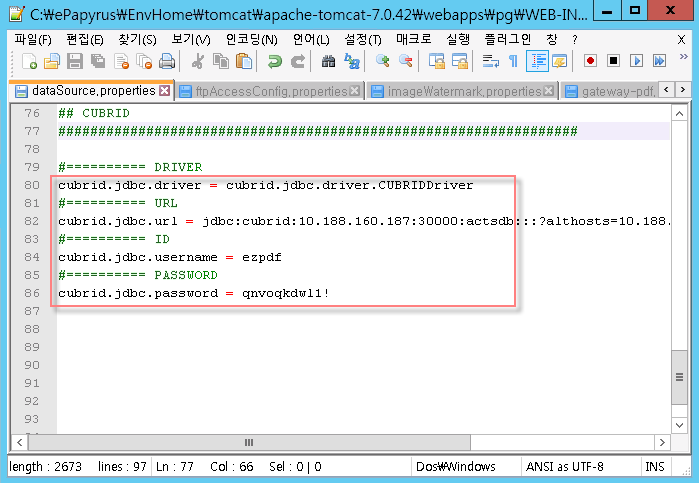 C:₩ePapyrus₩EnvHome₩tomcat₩apache-tomcat-7.0.42₩webapps₩pg₩WEB-IN...
파일(F) 편집(E) 찾기(S) 보기(V) 인코딩(N) 언어(L) 설정(T) 매크로 실행 플러그인 창 ? X
dataSource.properties ftpAccessConfig.properties imageWatermark.properties gateway-pdf.
76 ## CUBRID
77 #################################################################
78
79 #========== DRIVER
80 cubrid.jdbc.driver = cubrid.jdbc.driver.CUBRIDDriver
81 #========== URL
82 cubrid.jdbc.url = jdbc:cubrid:10.188.160.187:30000:actsdb:::?althosts=10.188.
83 #========== ID
84 cubrid.jdbc.username = ezpdf
85 #========== PASSWORD
86 cubrid.jdbc.password = qnvoqkdwl1!
87
88
89
90
91
92
93
length : 2673 lines : 97 Ln : 77 Col : 66 Sel : 0 | 0 Dos₩Windows ANSI as UTF-8 INS